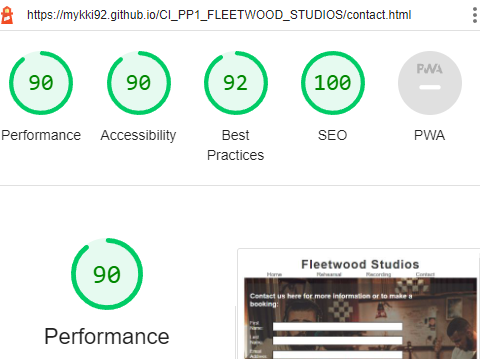 https://mykki92.github.io/CI_PP1_FLEETWOOD_STUDIOS/contact.html
90 90 92 100 PWA
Performance Accessibility Best Practices SEO PWA
90
Performance
Fleetwood Studios
Home Rehearsal Recording Contact
Contact us here for more information or to make a
booking:
First
Name:
Last
Name:
Email
Address: